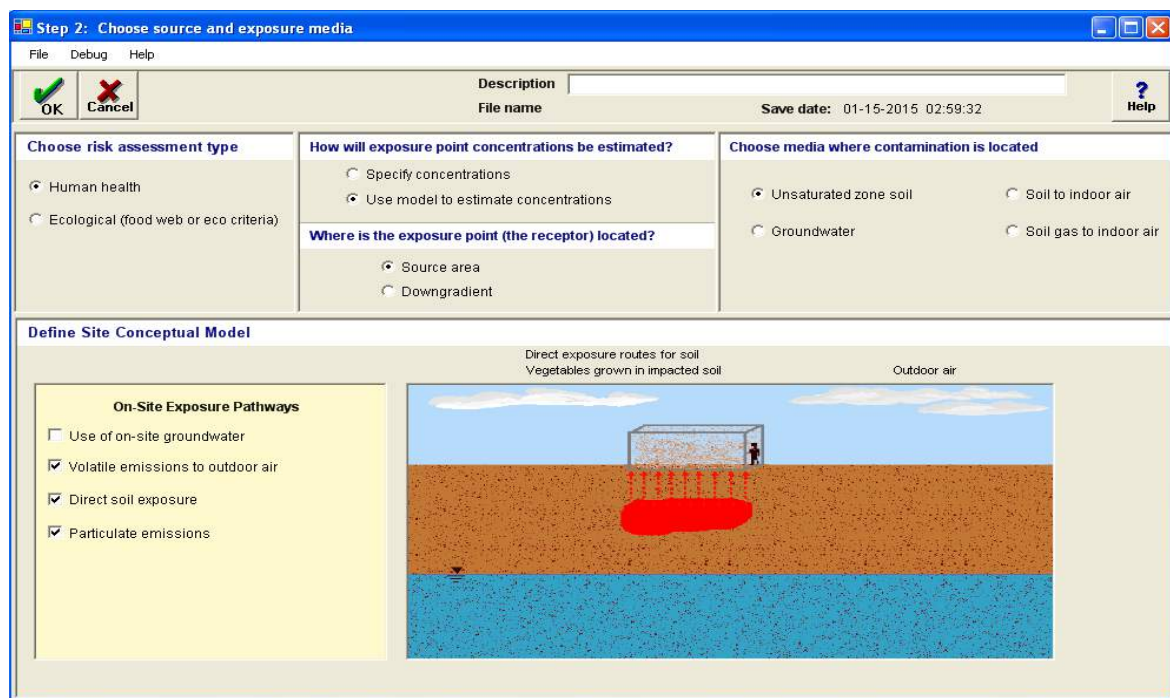 Step 2: Choose source and exposure media
File Debug Help
OK Cancel
Description
File name Save date: 01-15-2015 02:59:32
Help
Choose risk assessment type
Human health
Ecological (food web or eco criteria)
How will exposure point concentrations be estimated?
Specify concentrations
Use model to estimate concentrations
Where is the exposure point (the receptor) located?
Source area
Downgradient
Choose media where contamination is located
Unsaturated zone soil Soil to indoor air
Groundwater Soil gas to indoor air
Define Site Conceptual Model
On-Site Exposure Pathways
Use of on-site groundwater
Volatile emissions to outdoor air
Direct soil exposure
Particulate emissions
Direct exposure routes for soil
Vegetables grown in impacted soil Outdoor air